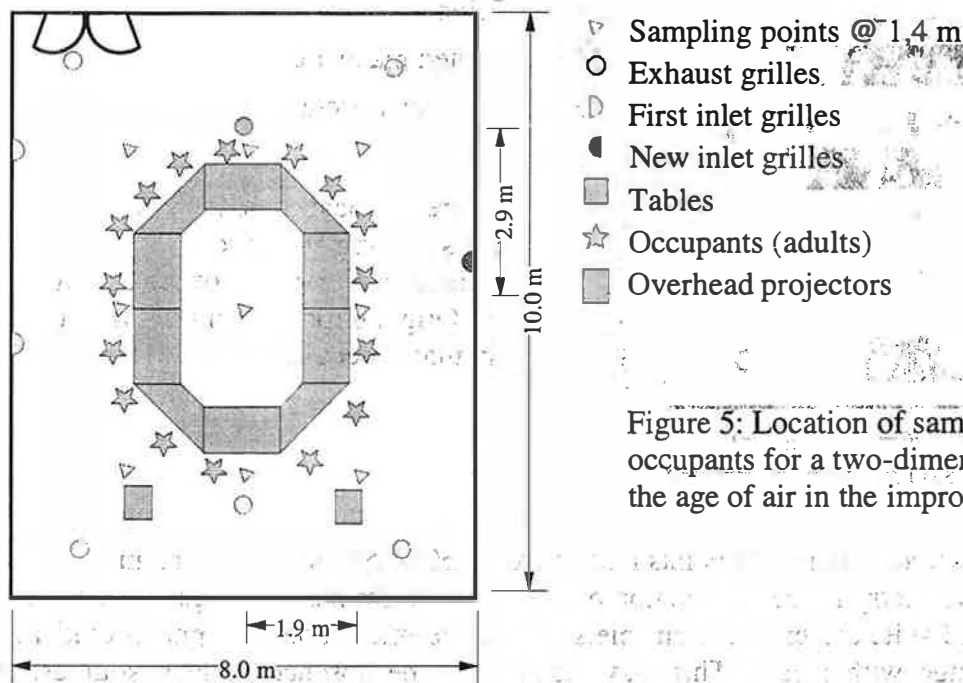 Sampling points @ 1,4 m
Exhaust grilles
First inlet grilles
New inlet grilles
Tables
Occupants (adults)
Overhead projectors
2.9 m
10.0 m
1.9 m
8.0 m
Figure 5: Location of sam
occupants for a two-dimen
the age of air in the impro